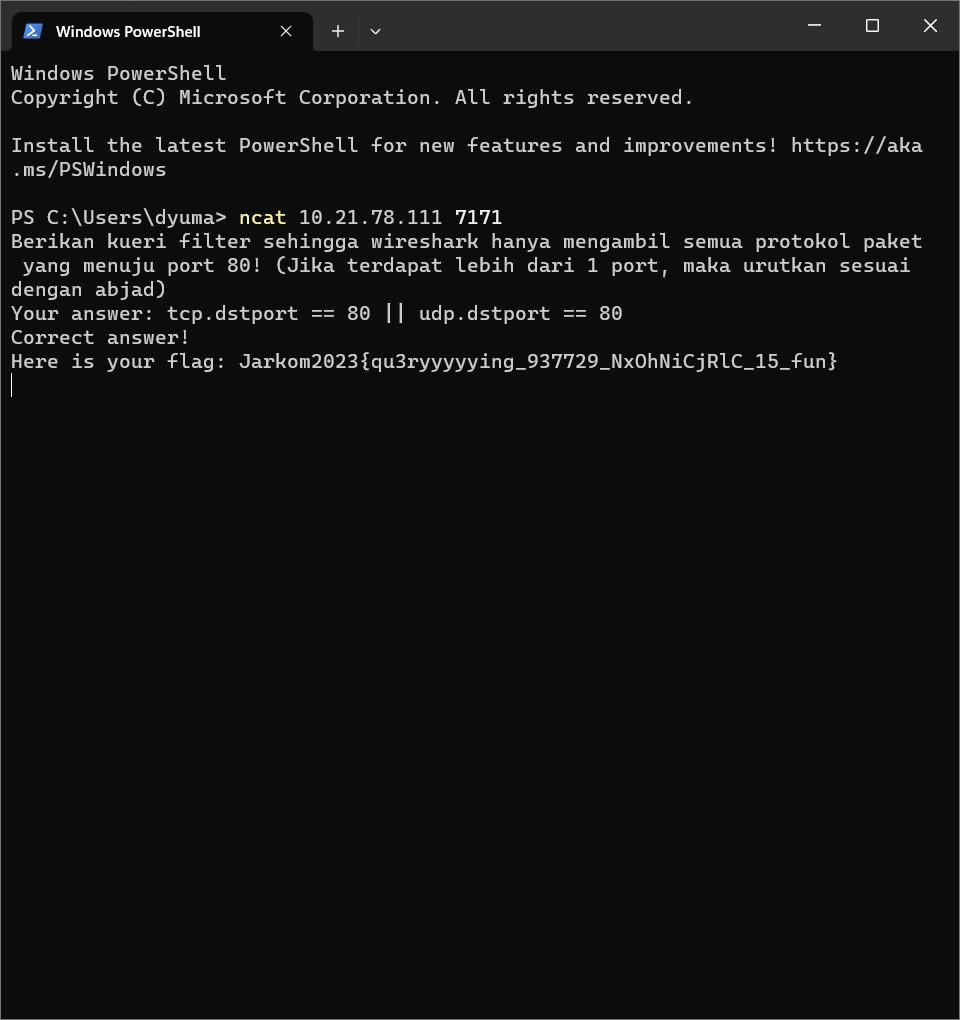 Windows PowerShell
Windows PowerShell
Copyright (C) Microsoft Corporation. All rights reserved.
Install the latest PowerShell for new features and improvements! https://aka
.ms/PSWindows
PS C:\Users\dyuma> ncat 10.21.78.111 7171
Berikan kueri filter sehingga wireshark hanya mengambil semua protokol paket
yang menuju port 80! (Jika terdapat lebih dari 1 port, maka urutkan sesuai
dengan abjad)
Your answer: tcp.dstport == 80 || udp.dstport == 80
Correct answer!
Here is your flag: Jarkom2023{qu3ryyyyying_937729_NxOhNiCjRlC_15_fun}